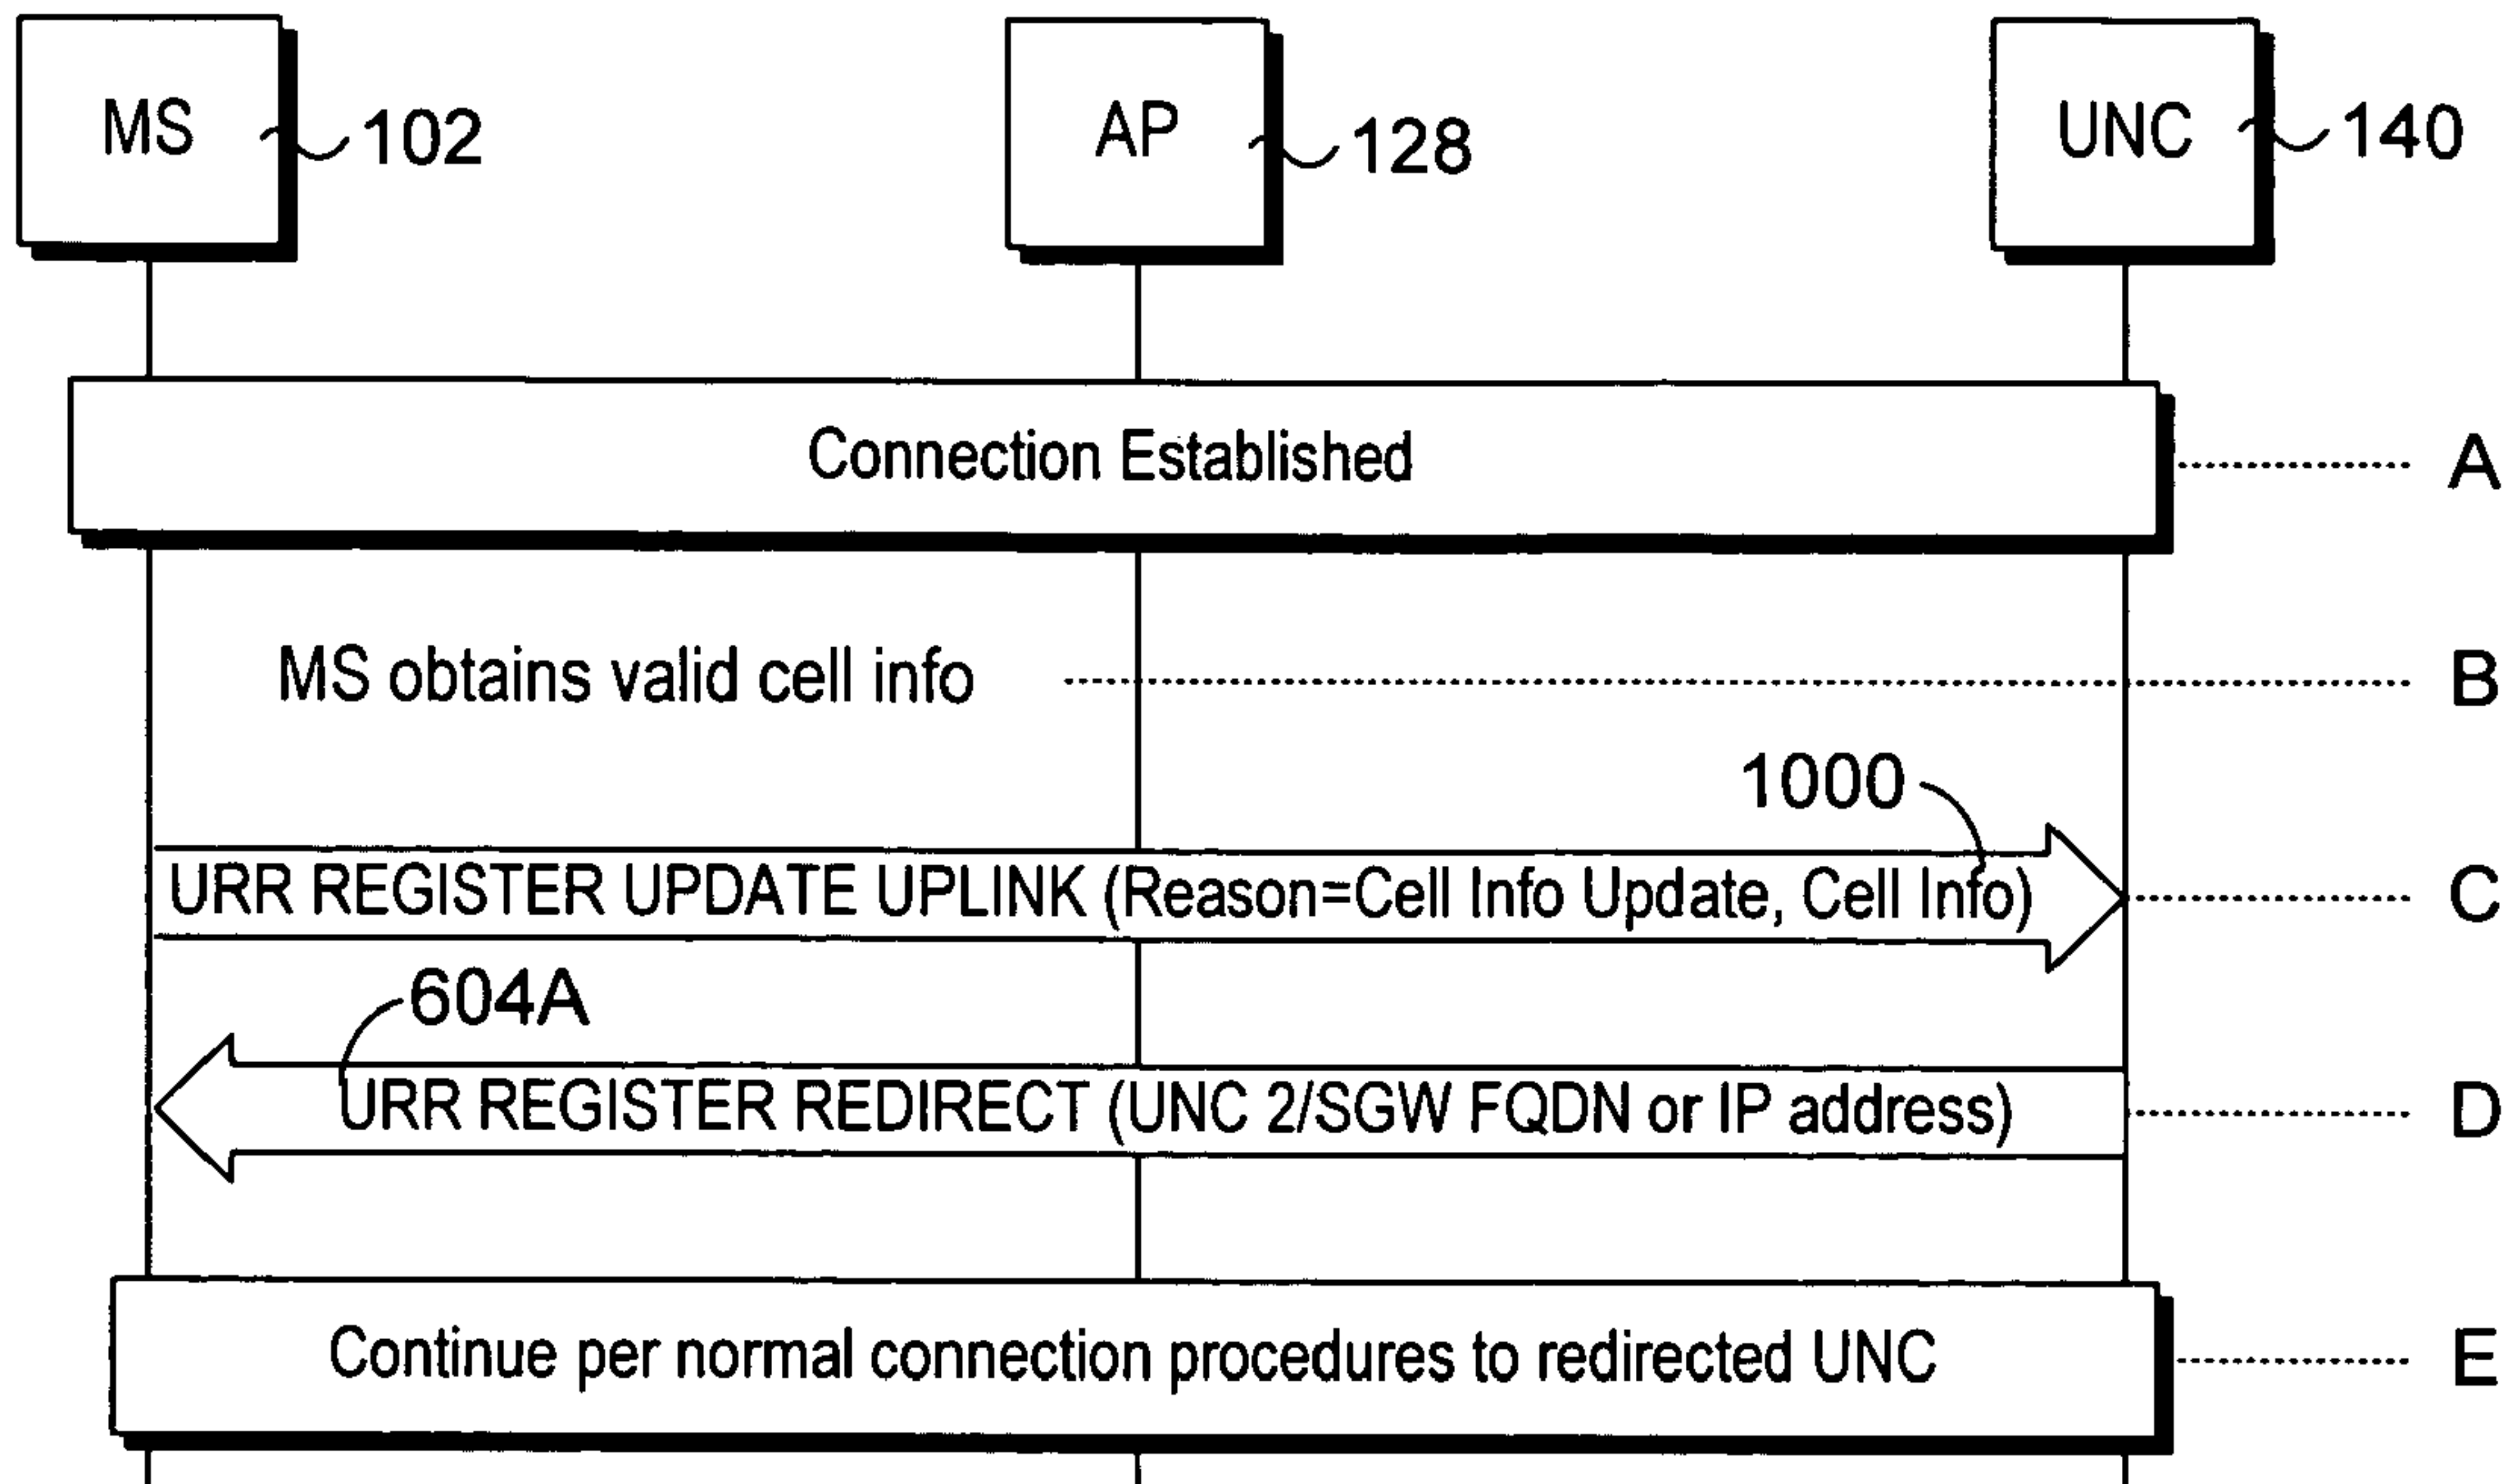 MS
102
AP
128
UNC
140
Connection Established
A
MS obtains valid cell info
B
1000
URR REGISTER UPDATE UPLINK (Reason=Cell Info Update, Cell Info)
C
604A
URR REGISTER REDIRECT (UNC 2/SGW FQDN or IP address)
D
Continue per normal connection procedures to redirected UNC
E